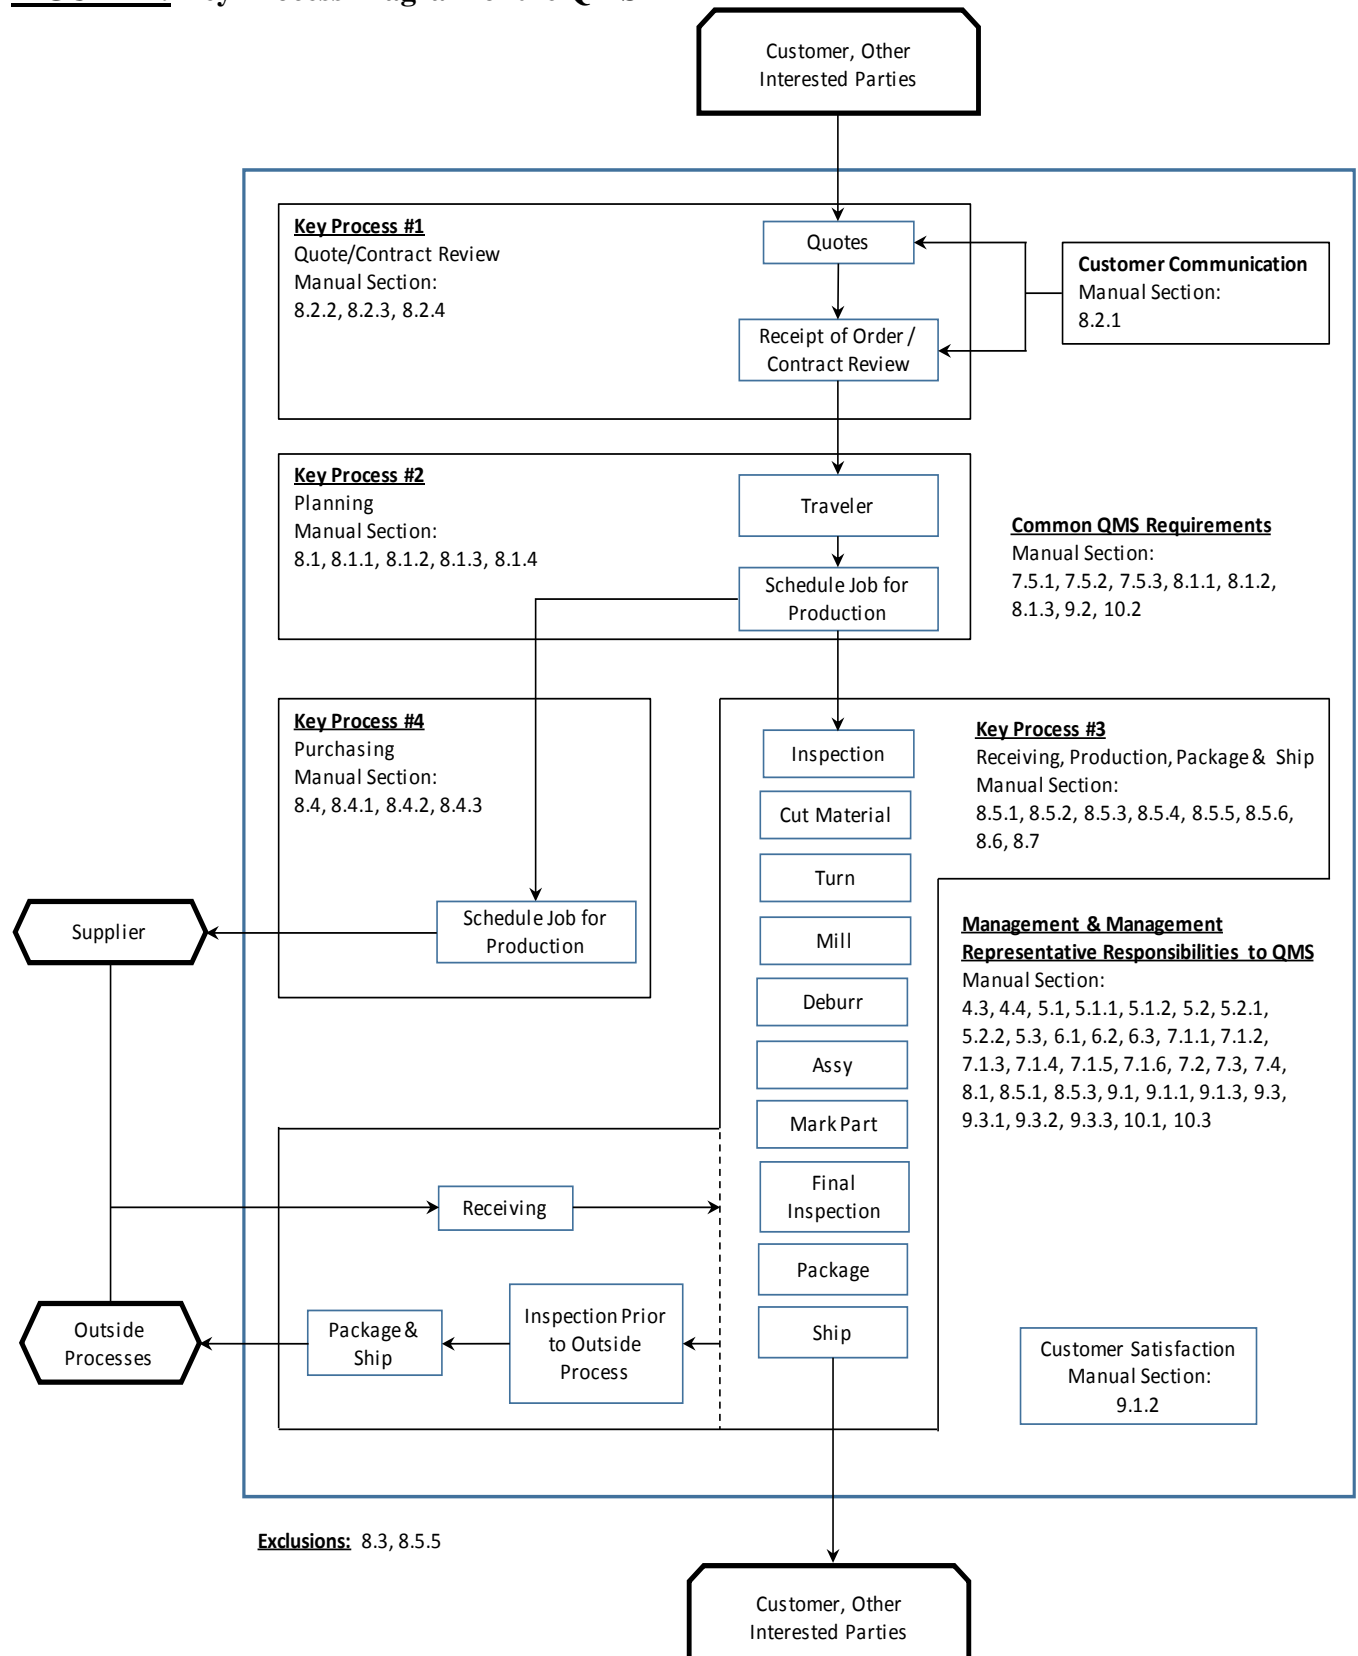 Key Process Diagram of the QMS
Customer, Other
Interested Parties
Key Process #1
Quote/Contract Review
Manual Section:
8.2.2, 8.2.3, 8.2.4
Quotes
Receipt of Order /
Contract Review
Customer Communication
Manual Section:
8.2.1
Key Process #2
Planning
Manual Section:
8.1, 8.1.1, 8.1.2, 8.1.3, 8.1.4
Traveler
Schedule Job for
Production
Common QMS Requirements
Manual Section:
7.5.1, 7.5.2, 7.5.3, 8.1.1, 8.1.2,
8.1.3, 9.2, 10.2
Key Process #4
Purchasing
Manual Section:
8.4, 8.4.1, 8.4.2, 8.4.3
Schedule Job for
Production
Supplier
Key Process #3
Receiving, Production, Package & Ship
Manual Section:
8.5.1, 8.5.2, 8.5.3, 8.5.4, 8.5.5, 8.5.6,
8.6, 8.7
Inspection
Cut Material
Turn
Mill
Deburr
Assy
Mark Part
Final
Inspection
Package
Ship
Management & Management
Representative Responsibilities to QMS
Manual Section:
4.3, 4.4, 5.1, 5.1.1, 5.1.2, 5.2, 5.2.1,
5.2.2, 5.3, 6.1, 6.2, 6.3, 7.1.1, 7.1.2,
7.1.3, 7.1.4, 7.1.5, 7.1.6, 7.2, 7.3, 7.4,
8.1, 8.5.1, 8.5.3, 9.1, 9.1.1, 9.1.3, 9.3,
9.3.1, 9.3.2, 9.3.3, 10.1, 10.3
Receiving
Outside
Processes
Package &
Ship
Inspection Prior
to Outside
Process
Customer Satisfaction
Manual Section:
9.1.2
Exclusions: 8.3, 8.5.5
Customer, Other
Interested Parties